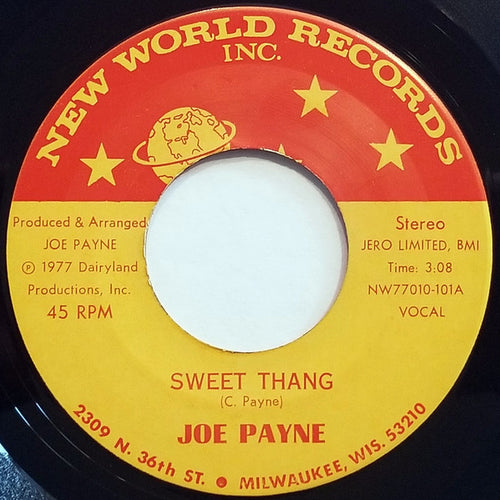 NEW WORLD RECORDS
INC.
Produced & Arranged
JOE PAYNE
℗ 1977 Dairyland
Productions, Inc.
45 RPM
Stereo
JERO LIMITED, BMI
Time: 3:08
NW77010-101A
VOCAL
SWEET THANG
(C. Payne)
JOE PAYNE
2309 N. 36th ST. • MILWAUKEE, WIS. 53210